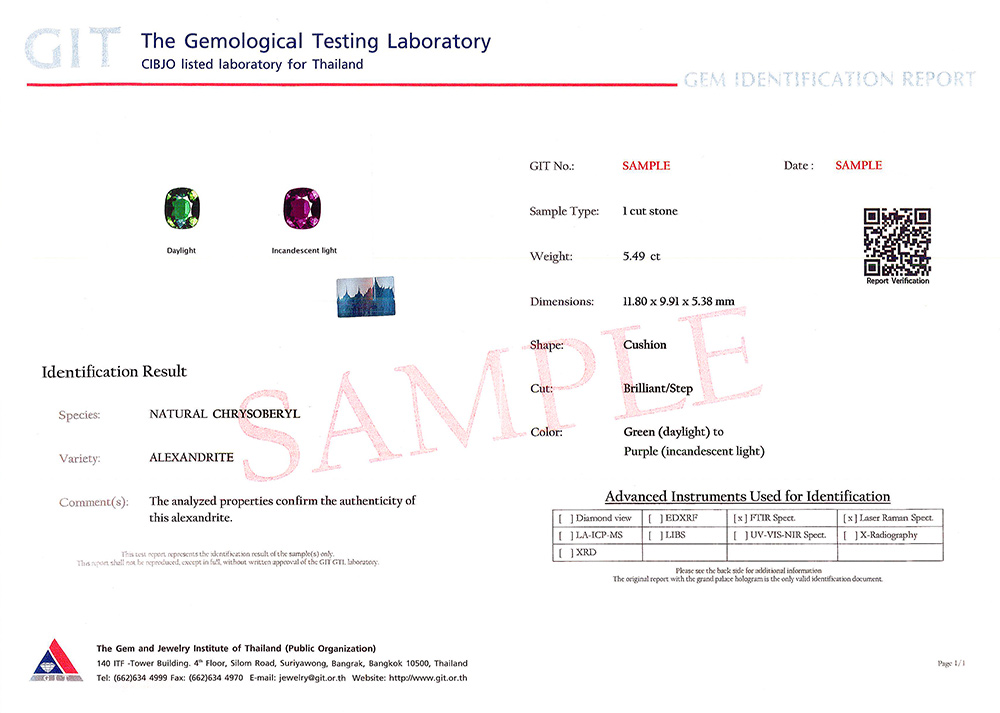 GIT
The Gemological Testing Laboratory
CIBJO listed laboratory for Thailand
GEM IDENTIFICATION REPORT
Daylight
Incandescent light
GIT No.: SAMPLE Date : SAMPLE
Sample Type: 1 cut stone
Weight: 5.49 ct
Dimensions: 11.80 x 9.91 x 5.38 mm
Shape: Cushion
Cut: Brilliant/Step
Color: Green (daylight) to
Purple (incandescent light)
Report Verification
SAMPLE
Identification Result
Species: NATURAL CHRYSOBERYL
Variety: ALEXANDRITE
Comment(s): The analyzed properties confirm the authenticity of
this alexandrite.
This test report represents the identification result of the sample(s) only.
This report shall not be reproduced, except in full, without written approval of the GIT GTL laboratory.
Advanced Instruments Used for Identification
[ ] Diamond view [ ] EDXRF [x] FTIR Spect. [x] Laser Raman Spect.
[ ] LA-ICP-MS [ ] LIBS [ ] UV-VIS-NIR Spect. [ ] X-Radiography
[ ] XRD
Please see the back side for additional information
The original report with the grand palace hologram is the only valid identification document.
GIT
The Gem and Jewelry Institute of Thailand (Public Organization)
140 ITF -Tower Building. 4th Floor, Silom Road, Suriyawong, Bangrak, Bangkok 10500, Thailand
Tel: (662)634 4999 Fax: (662)634 4970 E-mail: jewelry@git.or.th Website: http://www.git.or.th
Page 1/1